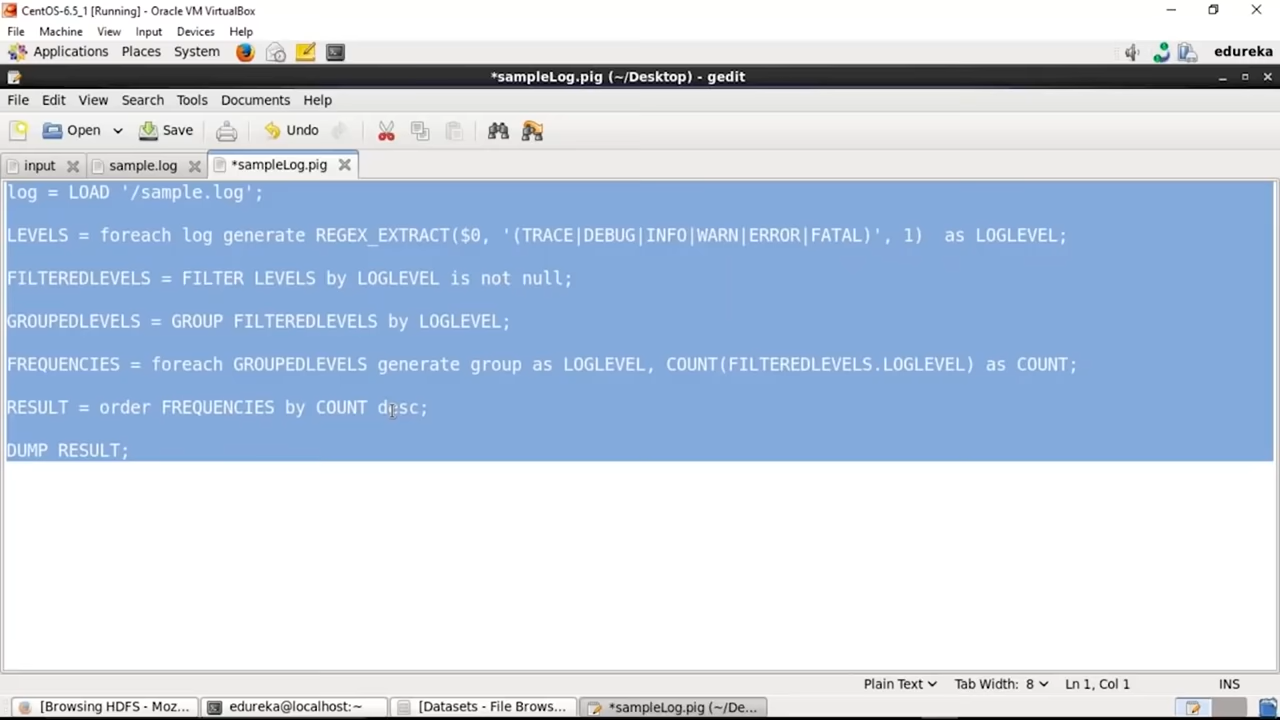 CentOS-6.5_1 [Running] - Oracle VM VirtualBox
File Machine View Input Devices Help
Applications Places System edureka
*sampleLog.pig (~/Desktop) - gedit
File Edit View Search Tools Documents Help
Open Save Undo
input sample.log *sampleLog.pig
log = LOAD '/sample.log';
LEVELS = foreach log generate REGEX_EXTRACT($0, '(TRACE|DEBUG|INFO|WARN|ERROR|FATAL)', 1)  as LOGLEVEL;
FILTEREDLEVELS = FILTER LEVELS by LOGLEVEL is not null;
GROUPEDLEVELS = GROUP FILTEREDLEVELS by LOGLEVEL;
FREQUENCIES = foreach GROUPEDLEVELS generate group as LOGLEVEL, COUNT(FILTEREDLEVELS.LOGLEVEL) as COUNT;
RESULT = order FREQUENCIES by COUNT desc;
DUMP RESULT;
Plain Text Tab Width: 8 Ln 1, Col 1 INS
[Browsing HDFS - Moz... edureka@localhost:~ [Datasets - File Brows... *sampleLog.pig (~/De...